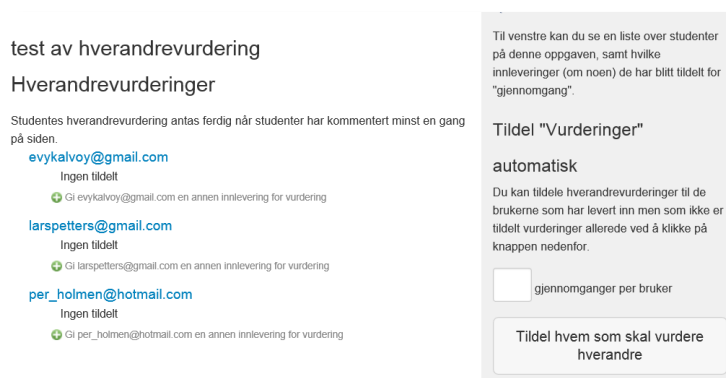 test av hverandrevurdering
Hverandrevurderinger
Studentes hverandrevurdering antas ferdig når studenter har kommentert minst en gang
på siden.
evykalvoy@gmail.com
Ingen tildelt
Gi evykalvoy@gmail.com en annen innlevering for vurdering
larspetters@gmail.com
Ingen tildelt
Gi larspetters@gmail.com en annen innlevering for vurdering
per_holmen@hotmail.com
Ingen tildelt
Gi per_holmen@hotmail.com en annen innlevering for vurdering
Til venstre kan du se en liste over studenter
på denne oppgaven, samt hvilke
innleveringer (om noen) de har blitt tildelt for
"gjennomgang".
Tildel "Vurderinger"
automatisk
Du kan tildele hverandrevurderinger til de
brukerne som har levert inn men som ikke er
tildelt vurderinger allerede ved å klikke på
knappen nedenfor.
gjennomganger per bruker
Tildel hvem som skal vurdere
hverandre